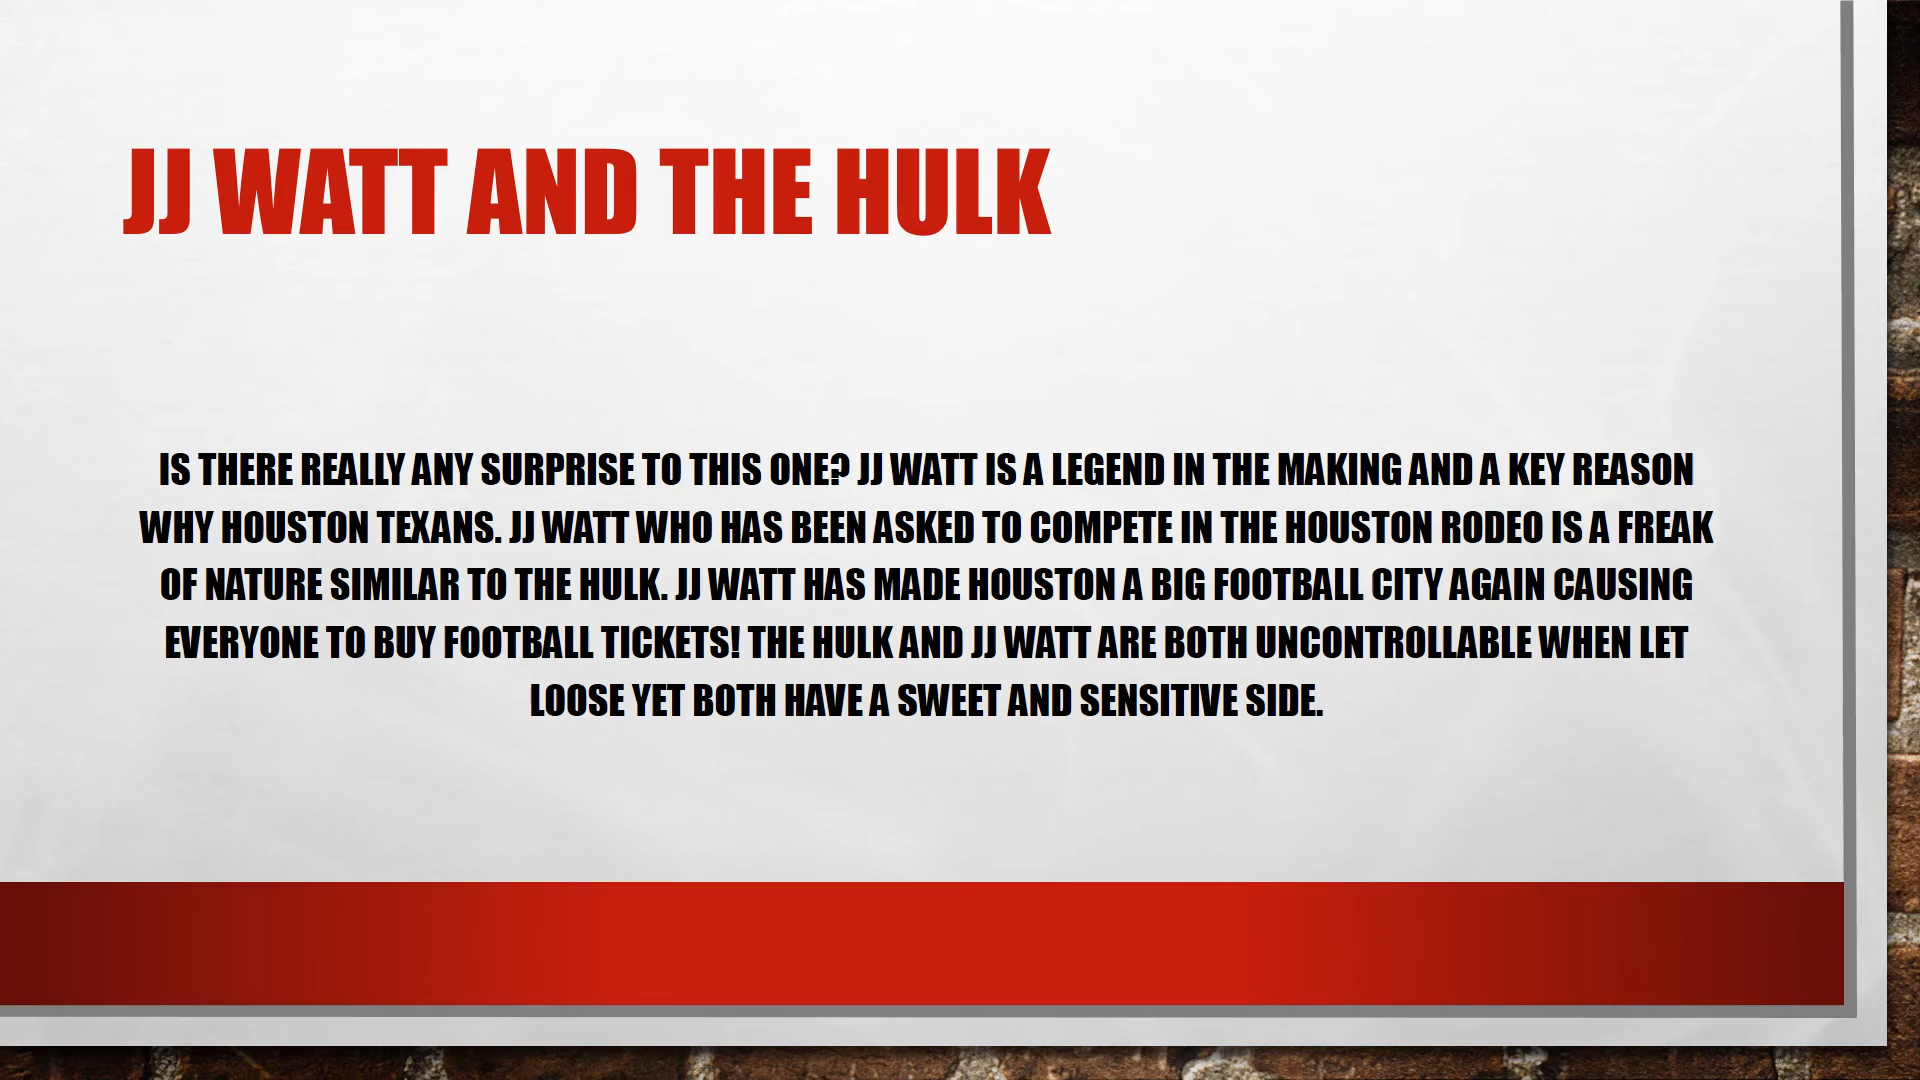 JJ WATT AND THE HULK
IS THERE REALLY ANY SURPRISE TO THIS ONE? JJ WATT IS A LEGEND IN THE MAKING AND A KEY REASON
WHY HOUSTON TEXANS. JJ WATT WHO HAS BEEN ASKED TO COMPETE IN THE HOUSTON RODEO IS A FREAK
OF NATURE SIMILAR TO THE HULK. JJ WATT HAS MADE HOUSTON A BIG FOOTBALL CITY AGAIN CAUSING
EVERYONE TO BUY FOOTBALL TICKETS! THE HULK AND JJ WATT ARE BOTH UNCONTROLLABLE WHEN LET
LOOSE YET BOTH HAVE A SWEET AND SENSITIVE SIDE.